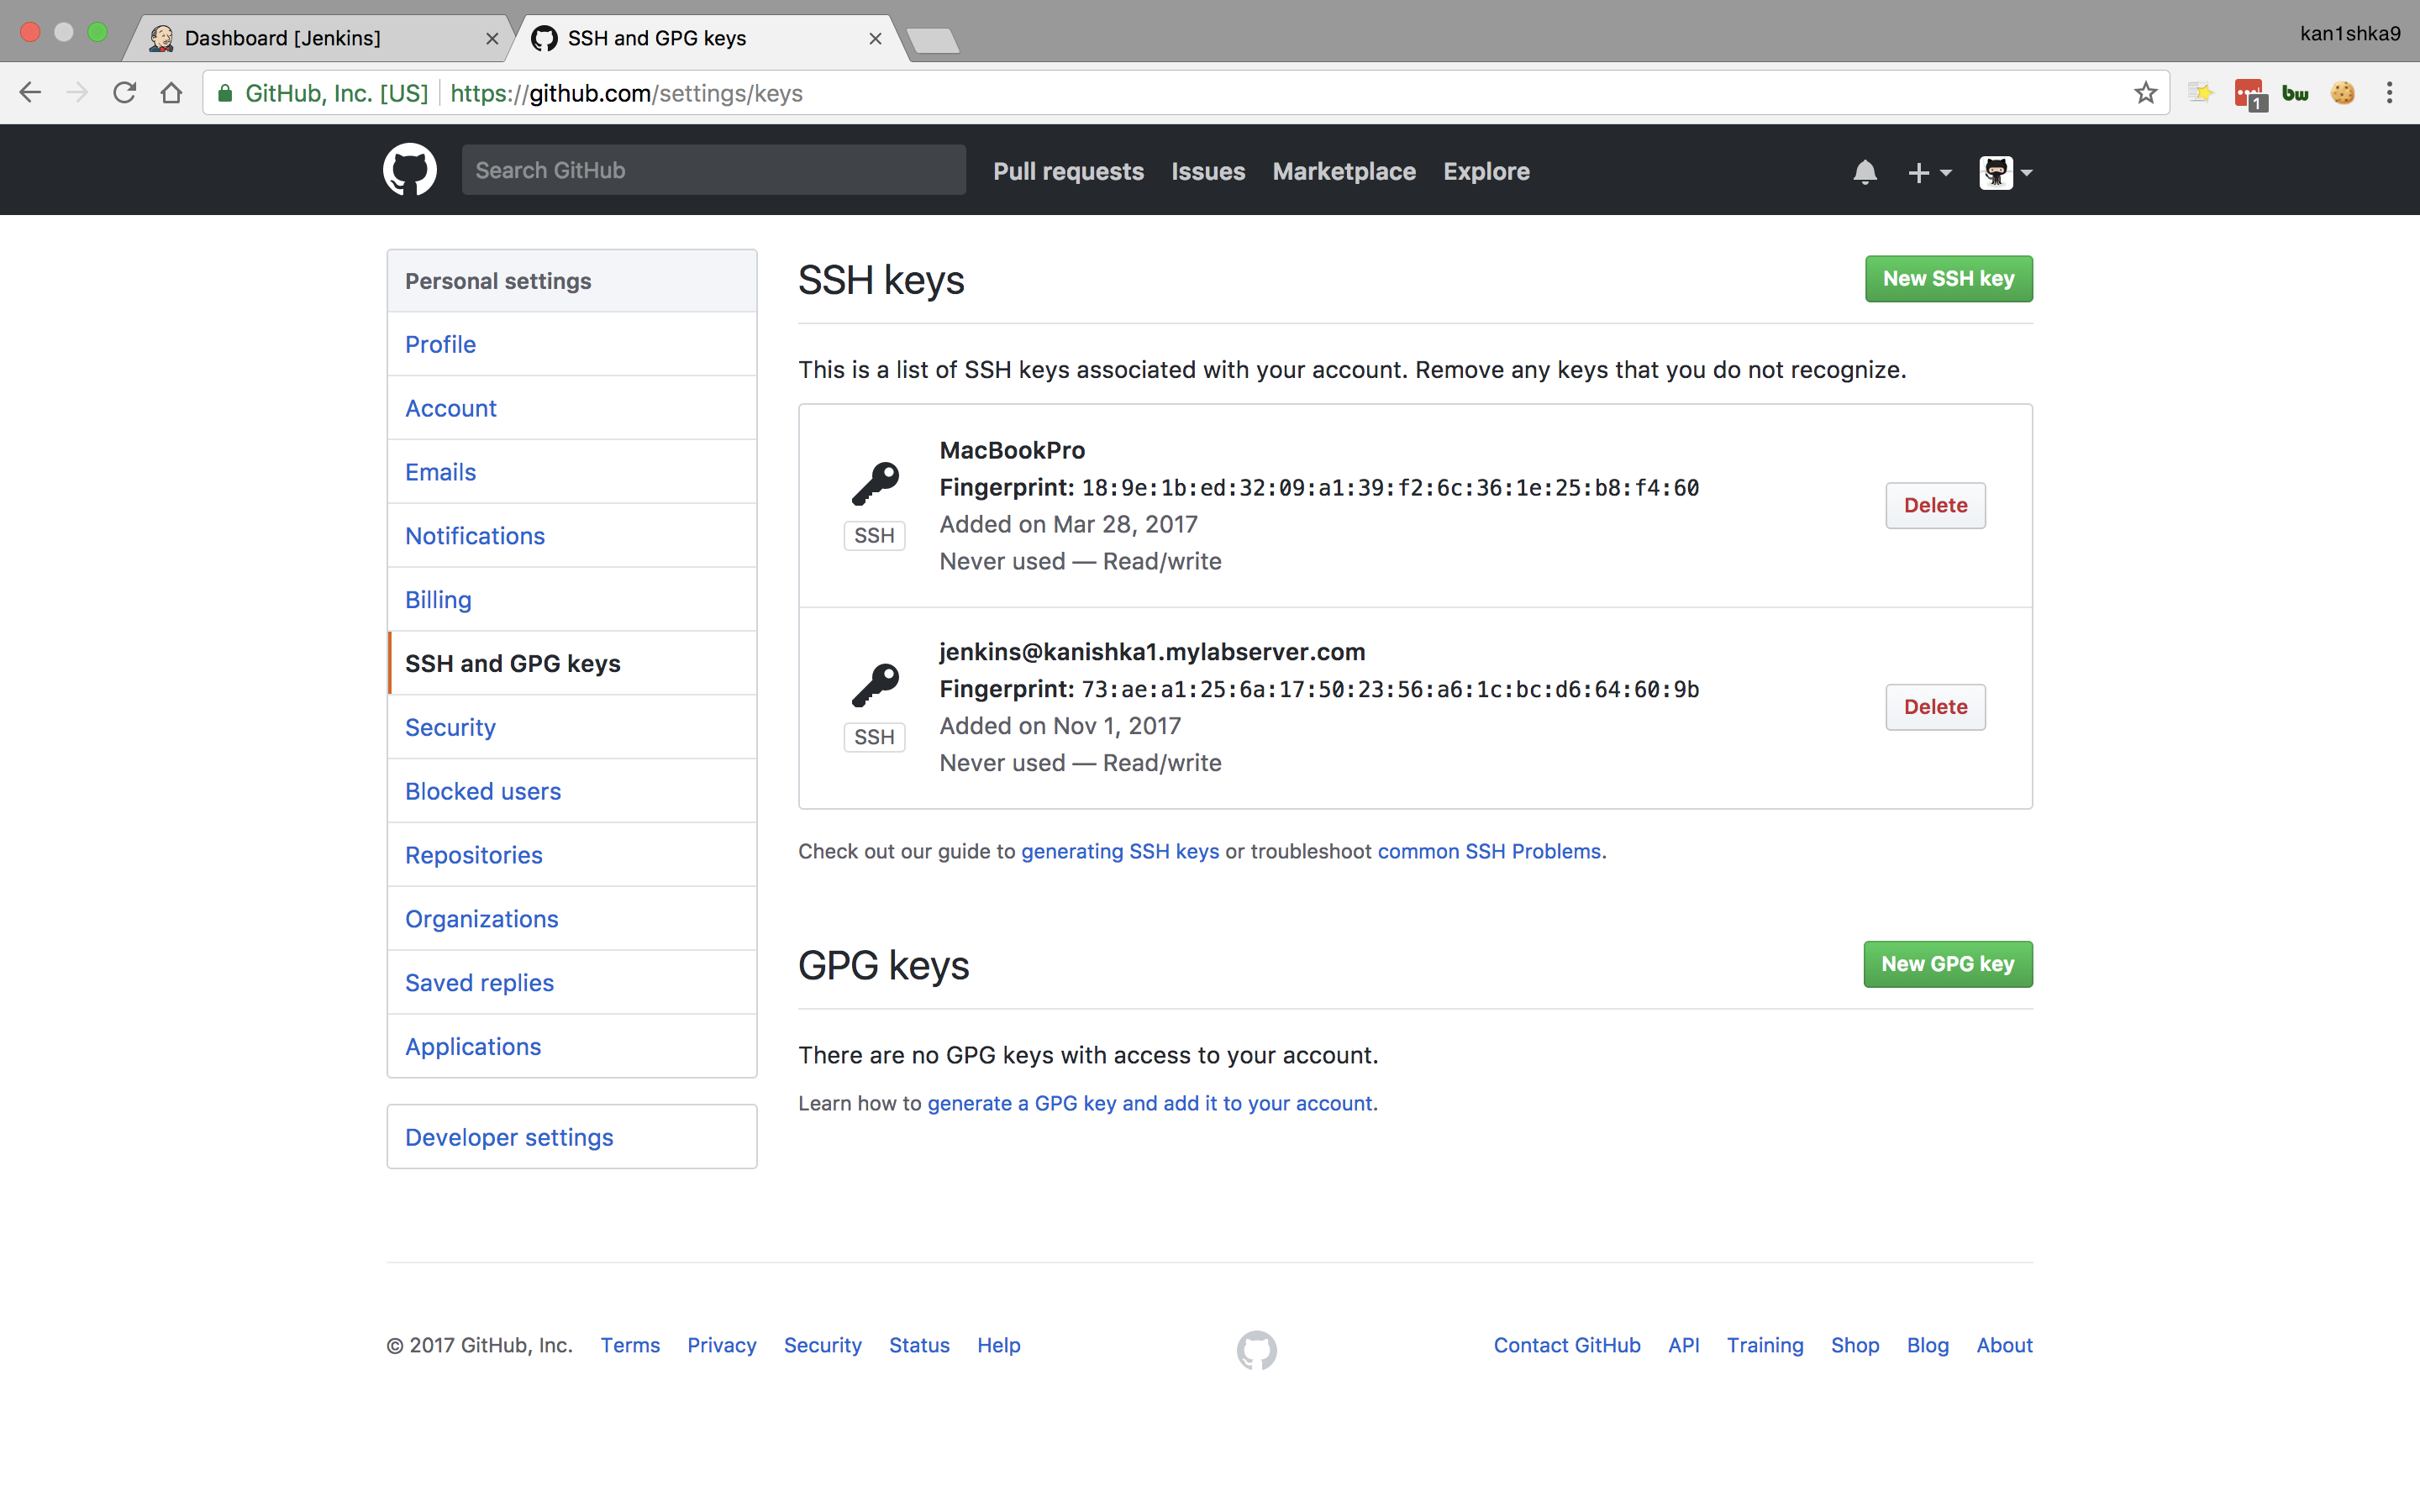 Dashboard [Jenkins]
SSH and GPG keys
kan1shka9
GitHub, Inc. [US] https://github.com/settings/keys
1
bw
Search GitHub
Pull requests Issues Marketplace Explore
Personal settings
Profile
Account
Emails
Notifications
Billing
SSH and GPG keys
Security
Blocked users
Repositories
Organizations
Saved replies
Applications
Developer settings
SSH keys
New SSH key
This is a list of SSH keys associated with your account. Remove any keys that you do not recognize.
SSH
MacBookPro
Fingerprint: 18:9e:1b:ed:32:09:a1:39:f2:6c:36:1e:25:b8:f4:60
Added on Mar 28, 2017
Never used — Read/write
Delete
SSH
jenkins@kanishka1.mylabserver.com
Fingerprint: 73:ae:a1:25:6a:17:50:23:56:a6:1c:bc:d6:64:60:9b
Added on Nov 1, 2017
Never used — Read/write
Delete
Check out our guide to generating SSH keys or troubleshoot common SSH Problems.
GPG keys
New GPG key
There are no GPG keys with access to your account.
Learn how to generate a GPG key and add it to your account.
© 2017 GitHub, Inc. Terms Privacy Security Status Help
Contact GitHub API Training Shop Blog About